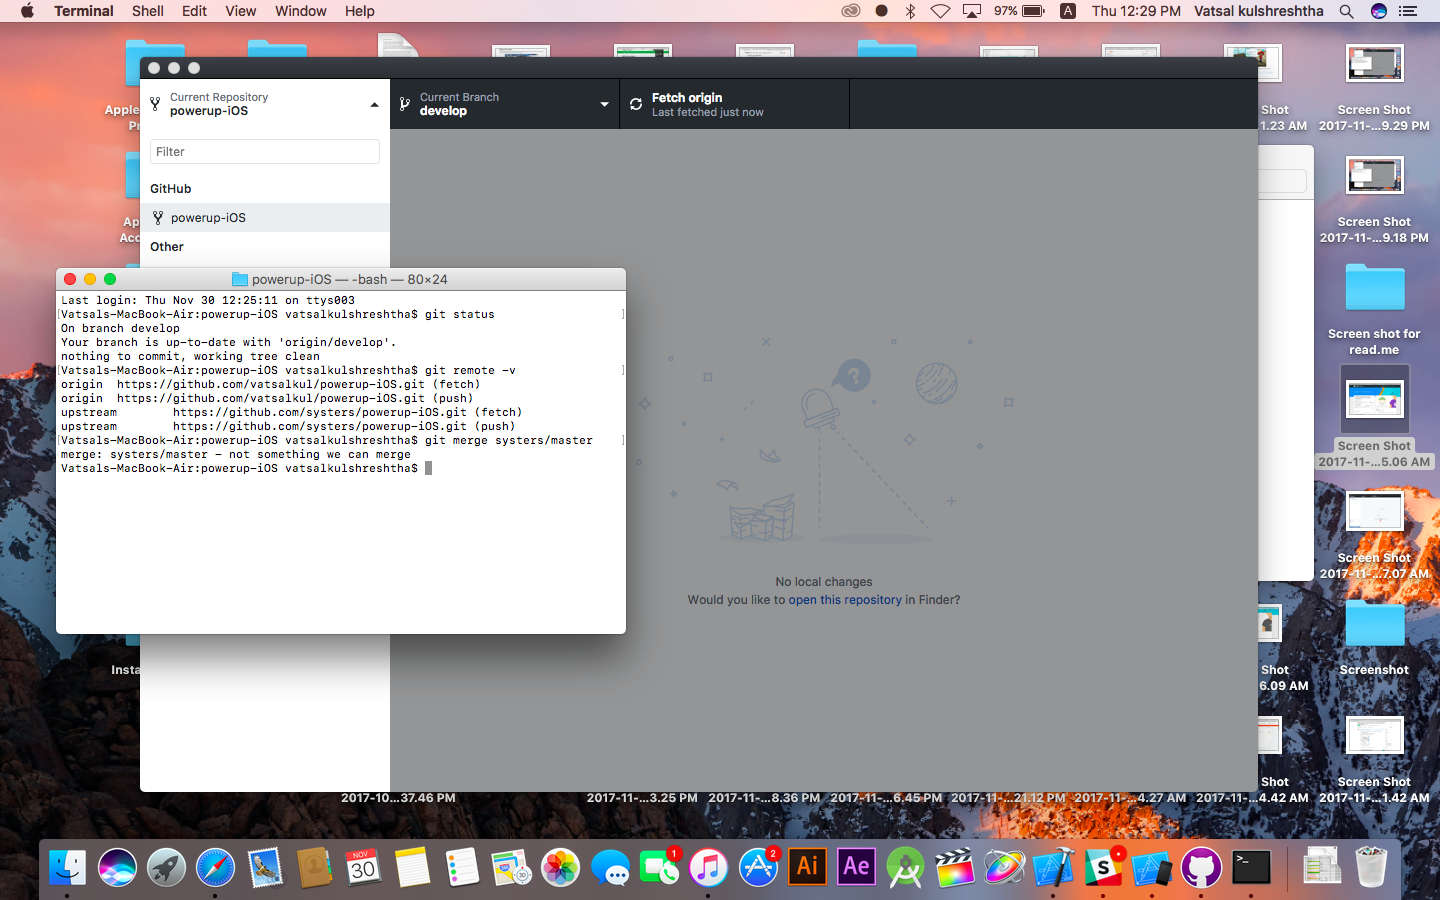 Terminal Shell Edit View Window Help 97% A Thu 12:29 PM Vatsal kulshreshtha
Current Repository
powerup-iOS
Current Branch
develop
Fetch origin
Last fetched just now
Filter
GitHub
powerup-iOS
Other
powerup-iOS — -bash — 80×24
Last login: Thu Nov 30 12:25:11 on ttys003
[Vatsals-MacBook-Air:powerup-iOS vatsalkulshreshtha$ git status ]
On branch develop
Your branch is up-to-date with 'origin/develop'.
nothing to commit, working tree clean
[Vatsals-MacBook-Air:powerup-iOS vatsalkulshreshtha$ git remote -v ]
origin https://github.com/vatsalkul/powerup-iOS.git (fetch)
origin https://github.com/vatsalkul/powerup-iOS.git (push)
upstream https://github.com/systers/powerup-iOS.git (fetch)
upstream https://github.com/systers/powerup-iOS.git (push)
[Vatsals-MacBook-Air:powerup-iOS vatsalkulshreshtha$ git merge systers/master ]
merge: systers/master - not something we can merge
Vatsals-MacBook-Air:powerup-iOS vatsalkulshreshtha$
?
No local changes
Would you like to open this repository in Finder?
Apple
Ap
Acc
Insta
Shot
1.23 AM
Screen Shot
2017-11-...9.29 PM
Screen Shot
2017-11-...9.18 PM
Screen shot for
read.me
Screen Shot
2017-11-...5.06 AM
Screen Shot
2017-11-...7.07 AM
Shot
6.09 AM
Screenshot
Shot
4.42 AM
Screen Shot
2017-11-...1.42 AM
2017-10...37.46 PM
2017-11-...3.25 PM
2017-11-...8.36 PM
2017-11-...6.45 PM
2017-11-...21.12 PM
2017-11-...4.27 AM
2017-11-...
NOV
30
1
2
Ai
Ae
S
>_